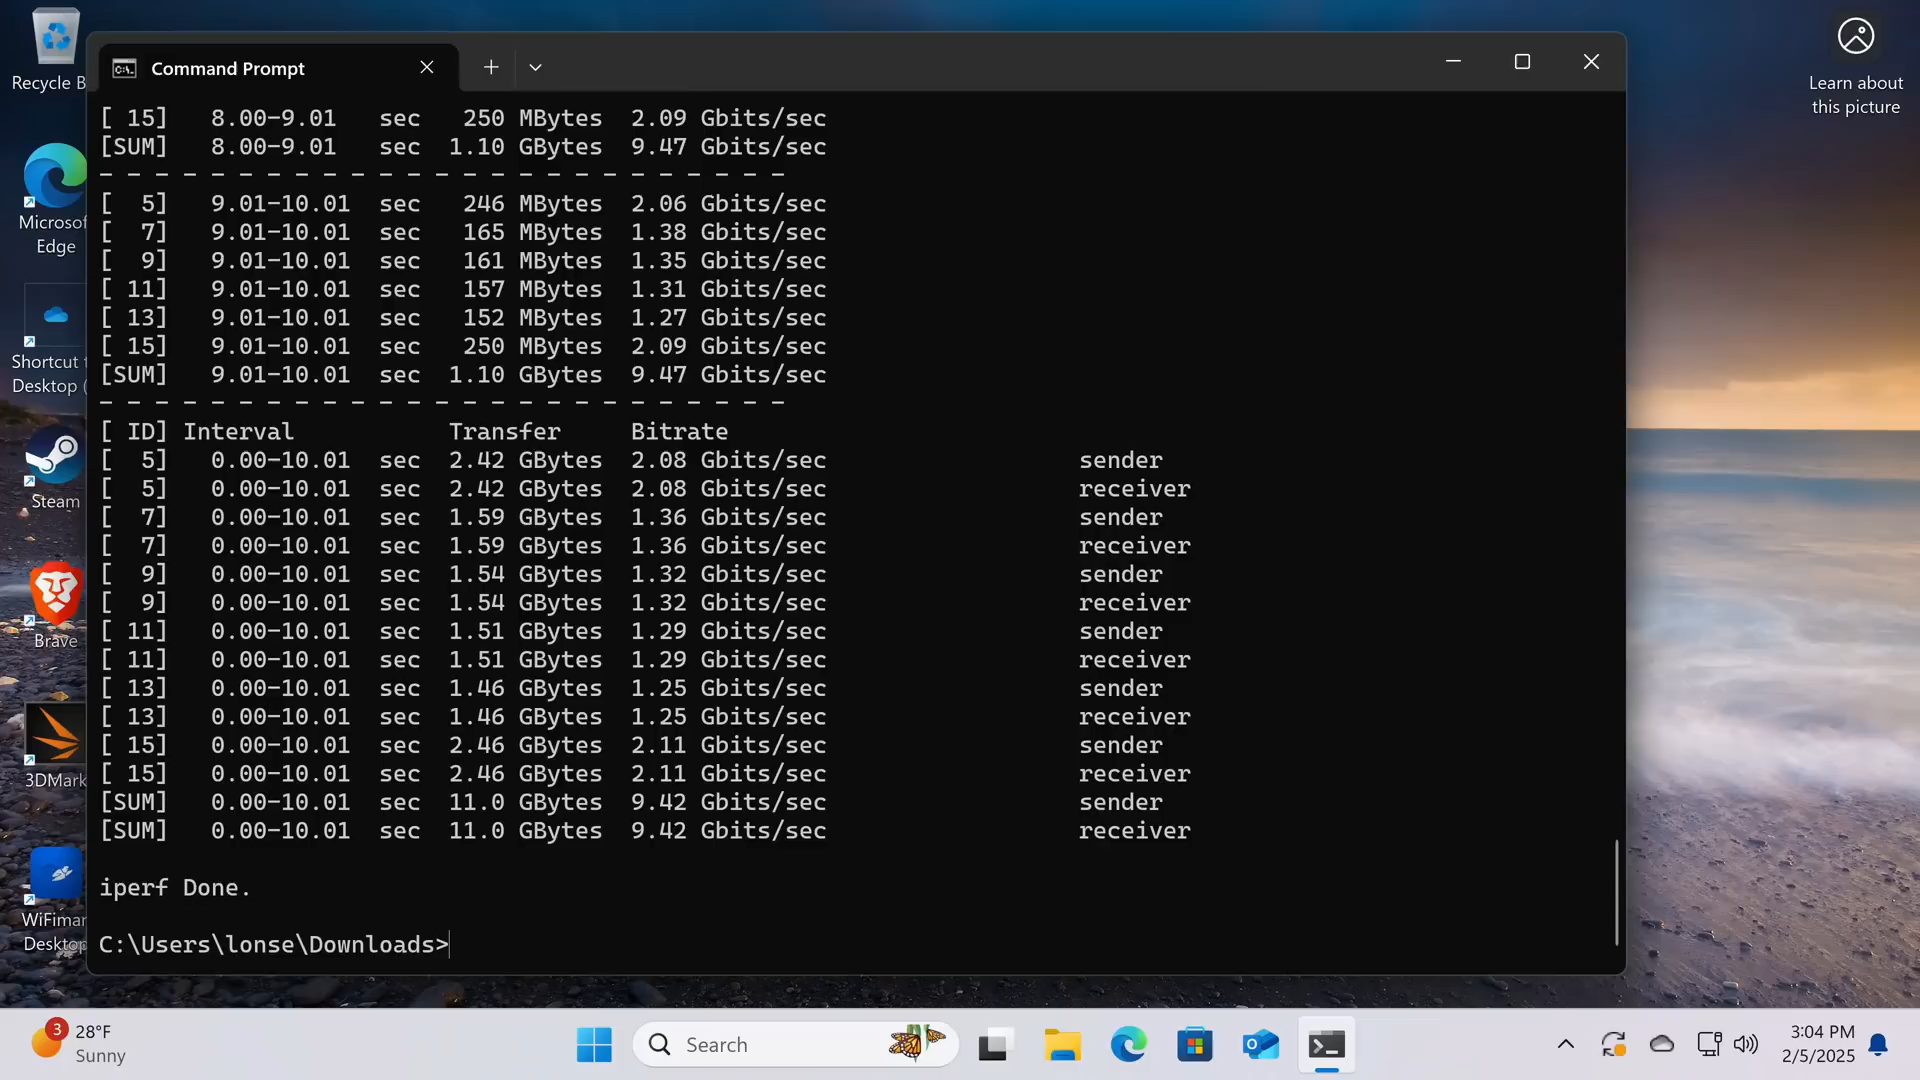 Recycle B
Microsof
Edge
Shortcut t
Desktop (
Steam
Brave
3DMark
WiFiman
Desktop
Learn about
this picture
Command Prompt
[ 15]   8.00-9.01   sec   250 MBytes  2.09 Gbits/sec
[SUM]   8.00-9.01   sec  1.10 GBytes  9.47 Gbits/sec
- - - - - - - - - - - - - - - - - - - - - - - - -
[  5]   9.01-10.01  sec   246 MBytes  2.06 Gbits/sec
[  7]   9.01-10.01  sec   165 MBytes  1.38 Gbits/sec
[  9]   9.01-10.01  sec   161 MBytes  1.35 Gbits/sec
[ 11]   9.01-10.01  sec   157 MBytes  1.31 Gbits/sec
[ 13]   9.01-10.01  sec   152 MBytes  1.27 Gbits/sec
[ 15]   9.01-10.01  sec   250 MBytes  2.09 Gbits/sec
[SUM]   9.01-10.01  sec  1.10 GBytes  9.47 Gbits/sec
- - - - - - - - - - - - - - - - - - - - - - - - -
[ ID] Interval           Transfer     Bitrate
[  5]   0.00-10.01  sec  2.42 GBytes  2.08 Gbits/sec                  sender
[  5]   0.00-10.01  sec  2.42 GBytes  2.08 Gbits/sec                  receiver
[  7]   0.00-10.01  sec  1.59 GBytes  1.36 Gbits/sec                  sender
[  7]   0.00-10.01  sec  1.59 GBytes  1.36 Gbits/sec                  receiver
[  9]   0.00-10.01  sec  1.54 GBytes  1.32 Gbits/sec                  sender
[  9]   0.00-10.01  sec  1.54 GBytes  1.32 Gbits/sec                  receiver
[ 11]   0.00-10.01  sec  1.51 GBytes  1.29 Gbits/sec                  sender
[ 11]   0.00-10.01  sec  1.51 GBytes  1.29 Gbits/sec                  receiver
[ 13]   0.00-10.01  sec  1.46 GBytes  1.25 Gbits/sec                  sender
[ 13]   0.00-10.01  sec  1.46 GBytes  1.25 Gbits/sec                  receiver
[ 15]   0.00-10.01  sec  2.46 GBytes  2.11 Gbits/sec                  sender
[ 15]   0.00-10.01  sec  2.46 GBytes  2.11 Gbits/sec                  receiver
[SUM]   0.00-10.01  sec  11.0 GBytes  9.42 Gbits/sec                  sender
[SUM]   0.00-10.01  sec  11.0 GBytes  9.42 Gbits/sec                  receiver
iperf Done.
C:\Users\lonse\Downloads>
3
28°F
Sunny
Search
3:04 PM
2/5/2025